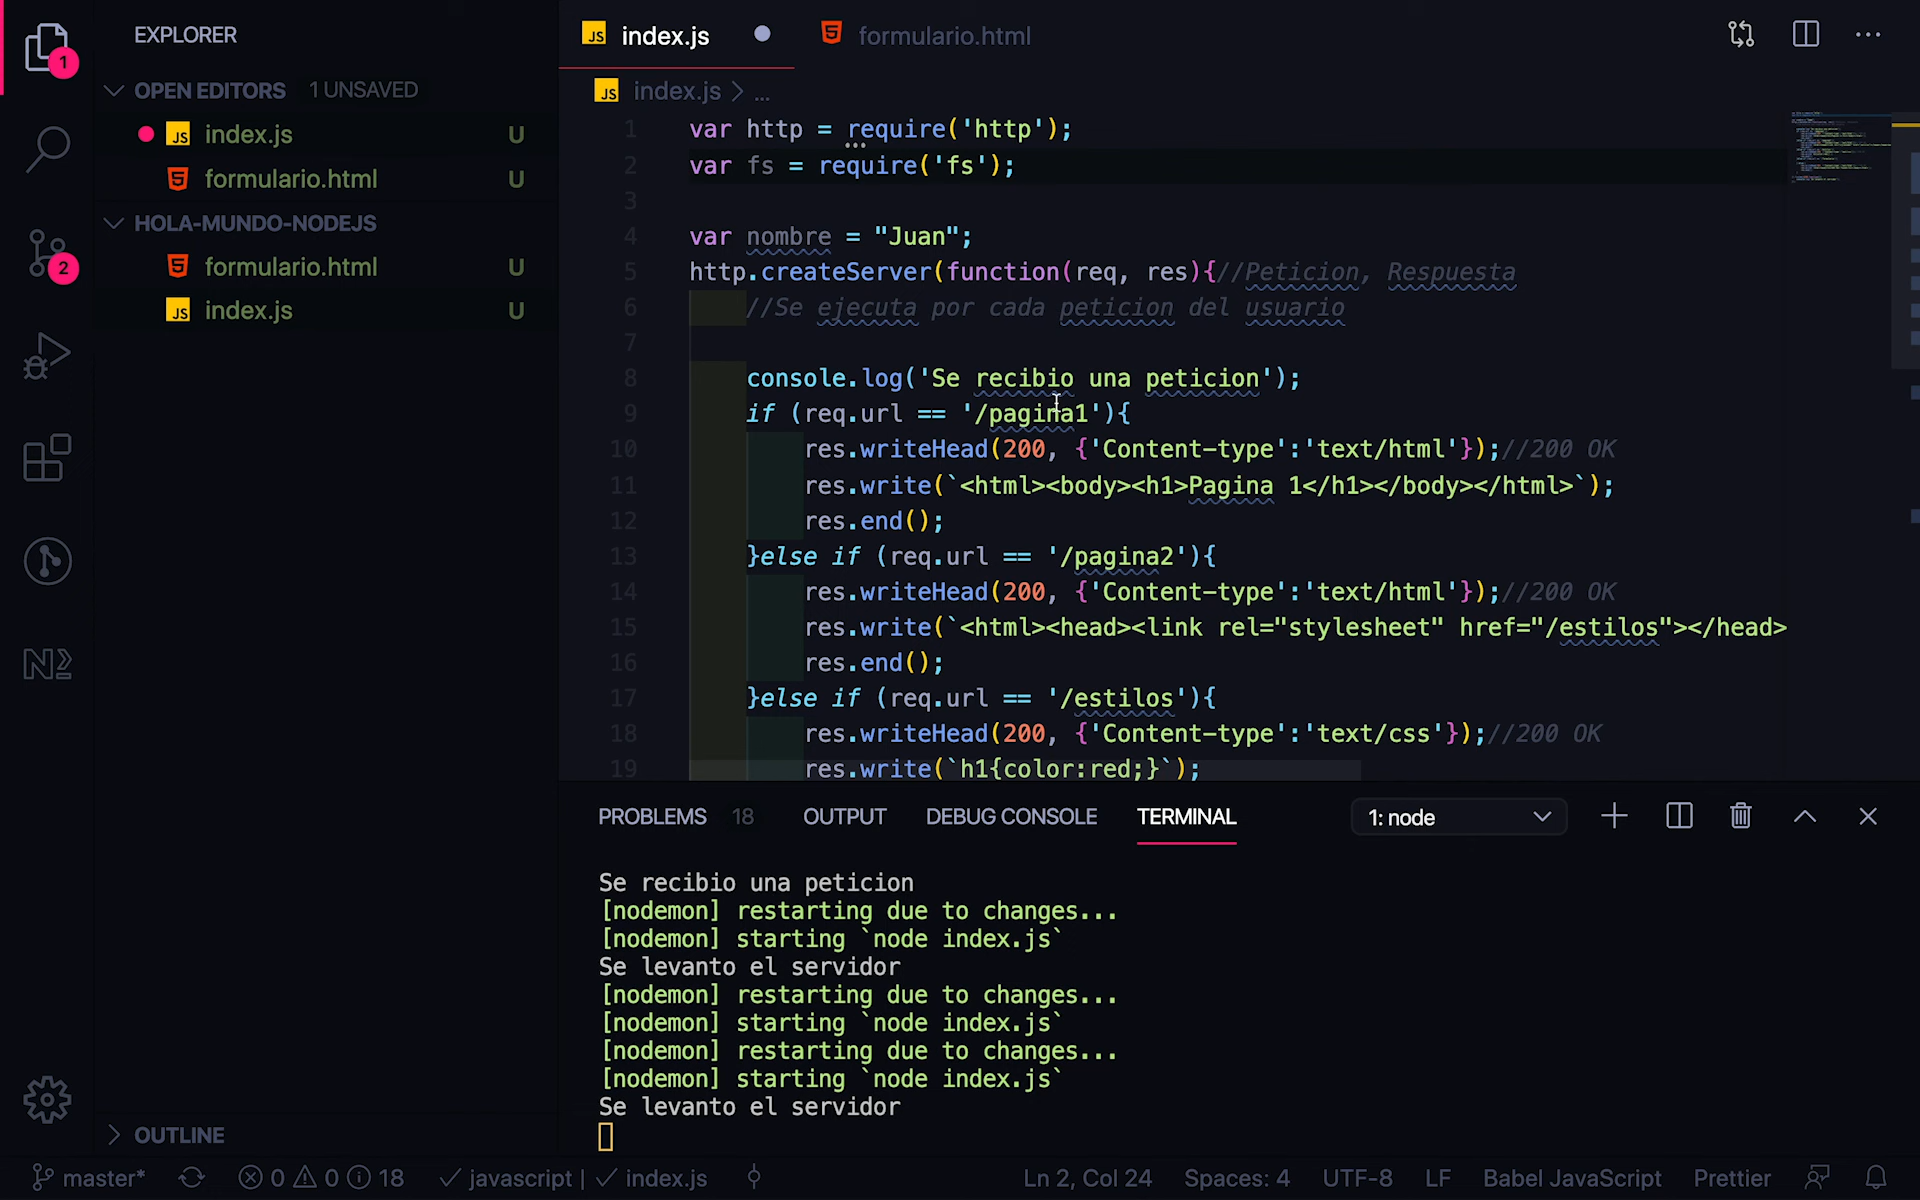 EXPLORER
1
OPEN EDITORS 1 UNSAVED
JS index.js U
formulario.html U
HOLA-MUNDO-NODEJS
formulario.html U
JS index.js U
2
OUTLINE
JS index.js
formulario.html
JS index.js > ...
1 var http = require('http');
2 var fs = require('fs');
3
4 var nombre = "Juan";
5 http.createServer(function(req, res){//Peticion, Respuesta
6 //Se ejecuta por cada peticion del usuario
7
8 console.log('Se recibio una peticion');
9 if (req.url == '/pagina1'){
10 res.writeHead(200, {'Content-type':'text/html'});//200 OK
11 res.write(`<html><body><h1>Pagina 1</h1></body></html>`);
12 res.end();
13 }else if (req.url == '/pagina2'){
14 res.writeHead(200, {'Content-type':'text/html'});//200 OK
15 res.write(`<html><head><link rel="stylesheet" href="/estilos"></head>
16 res.end();
17 }else if (req.url == '/estilos'){
18 res.writeHead(200, {'Content-type':'text/css'});//200 OK
19 res.write(`h1{color:red;}`);
PROBLEMS 18 OUTPUT DEBUG CONSOLE TERMINAL 1: node
Se recibio una peticion
[nodemon] restarting due to changes...
[nodemon] starting `node index.js`
Se levanto el servidor
[nodemon] restarting due to changes...
[nodemon] starting `node index.js`
[nodemon] restarting due to changes...
[nodemon] starting `node index.js`
Se levanto el servidor
master* 0 0 18 javascript | index.js Ln 2, Col 24 Spaces: 4 UTF-8 LF Babel JavaScript Prettier